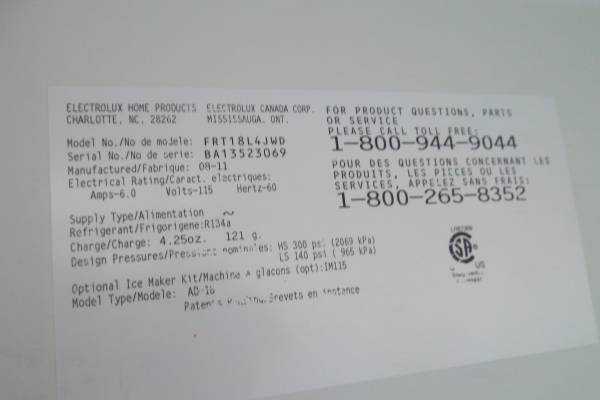 ELECTROLUX HOME PRODUCTS ELECTROLUX CANADA CORP.
CHARLOTTE, NC. 28262 MISSISSAUGA, ONT.
Model No./No de modele: FRT18L4JWD
Serial No./No de serie: BA13523069
Manufactured/Fabrique: 08-11
Electrical Rating/Caract. electriques:
Amps-6.0 Volts-115 Hertz-60
Supply Type/Alimentation ~
Refrigerant/Frigorigene:R134a
Charge/Charge: 4.25oz. 121 g.
Design Pressures/Pressions nominales: HS 300 psi (2069 kPa)
LS 140 psi ( 965 kPa)
Optional Ice Maker Kit/Machine a glacons (opt):IM115
Model Type/Modele:
Brevets en instance
FOR PRODUCT QUESTIONS, PARTS
OR SERVICE
PLEASE CALL TOLL FREE:
1-800-944-9044
POUR DES QUESTIONS CONCERNANT LES
PRODUITS, LES PIECES OU LES
SERVICES, APPELEZ SANS FRAIS:
1-800-265-8352
SA
US